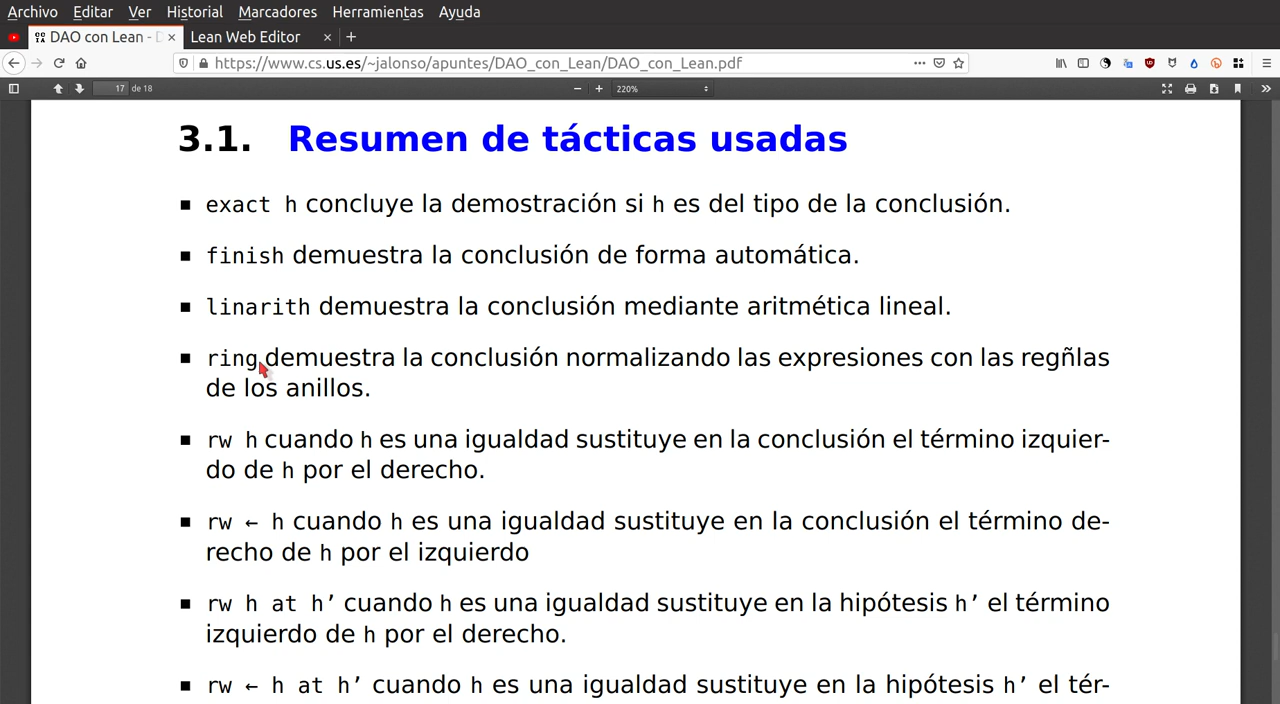 Archivo Editar Ver Historial Marcadores Herramientas Ayuda
DAO con Lean - D × Lean Web Editor × +
https://www.cs.us.es/~jalonso/apuntes/DAO_con_Lean/DAO_con_Lean.pdf
17 de 18 220%
3.1. Resumen de tácticas usadas
exact h concluye la demostración si h es del tipo de la conclusión.
finish demuestra la conclusión de forma automática.
linarith demuestra la conclusión mediante aritmética lineal.
ring demuestra la conclusión normalizando las expresiones con las regñlas
de los anillos.
rw h cuando h es una igualdad sustituye en la conclusión el término izquier-
do de h por el derecho.
rw ← h cuando h es una igualdad sustituye en la conclusión el término de-
recho de h por el izquierdo
rw h at h’ cuando h es una igualdad sustituye en la hipótesis h’ el término
izquierdo de h por el derecho.
rw ← h at h’ cuando h es una igualdad sustituye en la hipótesis h’ el tér-